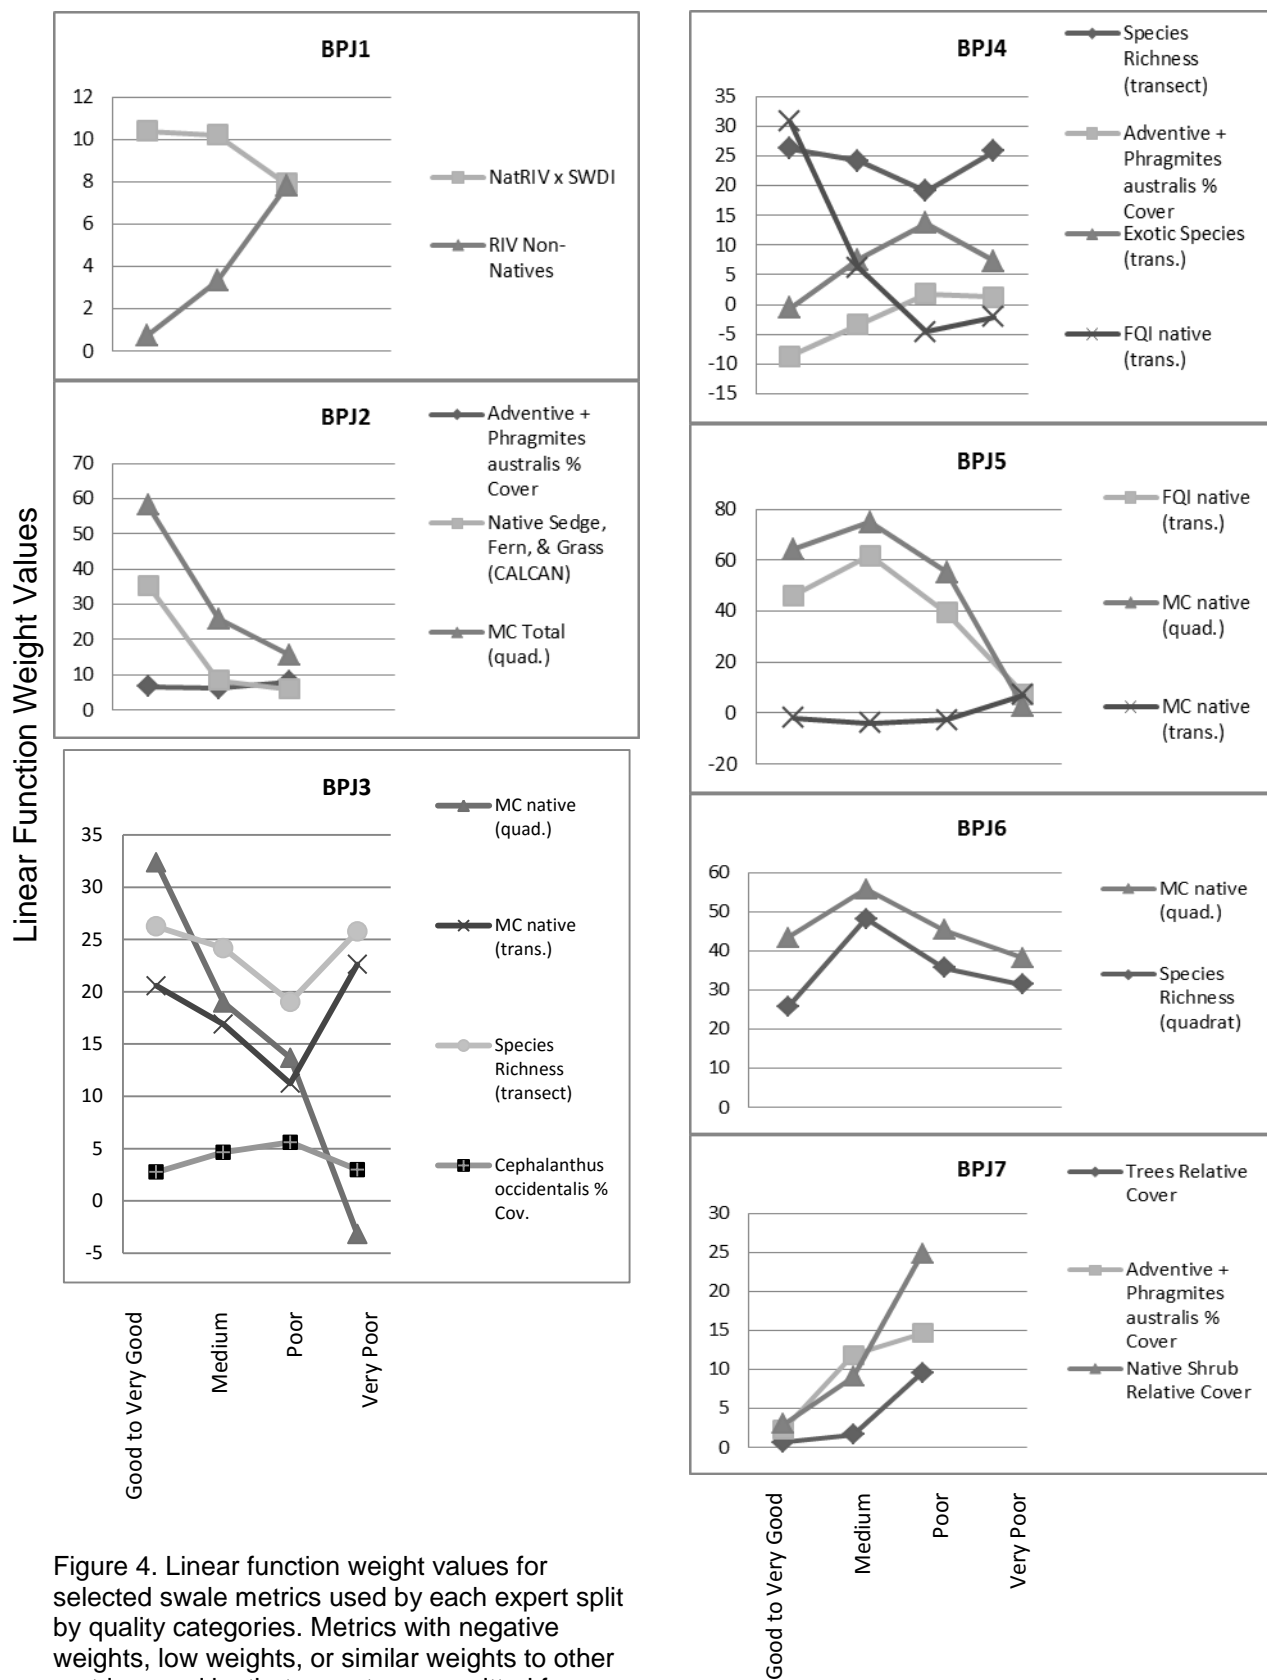 Linear Function Weight Values
BPJ1
12
10
8
6
4
2
0
NatRIV x SWDI
RIV Non-
Natives
BPJ2
70
60
50
40
30
20
10
0
Adventive +
Phragmites
australis %
Cover
Native Sedge,
Fern, & Grass
(CALCAN)
MC Total
(quad.)
BPJ3
35
30
25
20
15
10
5
0
-5
MC native
(quad.)
MC native
(trans.)
Species
Richness
(transect)
Cephalanthus
occidentalis %
Cov.
Good to Very Good
Medium
Poor
Very Poor
BPJ4
35
30
25
20
15
10
5
0
-5
-10
-15
Species
Richness
(transect)
Adventive +
Phragmites
australis %
Cover
Exotic Species
(trans.)
FQI native
(trans.)
BPJ5
80
60
40
20
0
-20
FQI native
(trans.)
MC native
(quad.)
MC native
(trans.)
BPJ6
60
50
40
30
20
10
0
MC native
(quad.)
Species
Richness
(quadrat)
BPJ7
30
25
20
15
10
5
0
Trees Relative
Cover
Adventive +
Phragmites
australis %
Cover
Native Shrub
Relative Cover
Good to Very Good
Medium
Poor
Very Poor
Figure 4. Linear function weight values for
selected swale metrics used by each expert split
by quality categories. Metrics with negative
weights, low weights, or similar weights to other